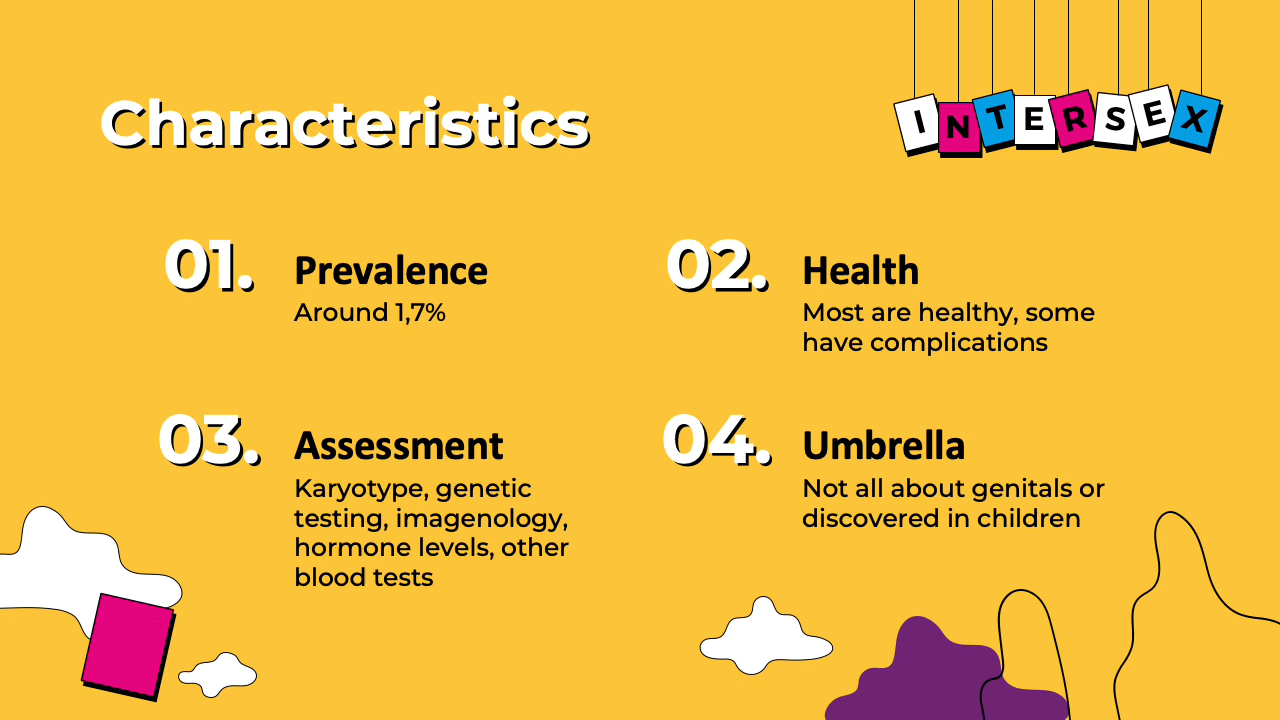 Characteristics
INTERSEX
01.
Prevalence
Around 1,7%
02.
Health
Most are healthy, some
have complications
03.
Assessment
Karyotype, genetic
testing, imagenology,
hormone levels, other
blood tests
04.
Umbrella
Not all about genitals or
discovered in children